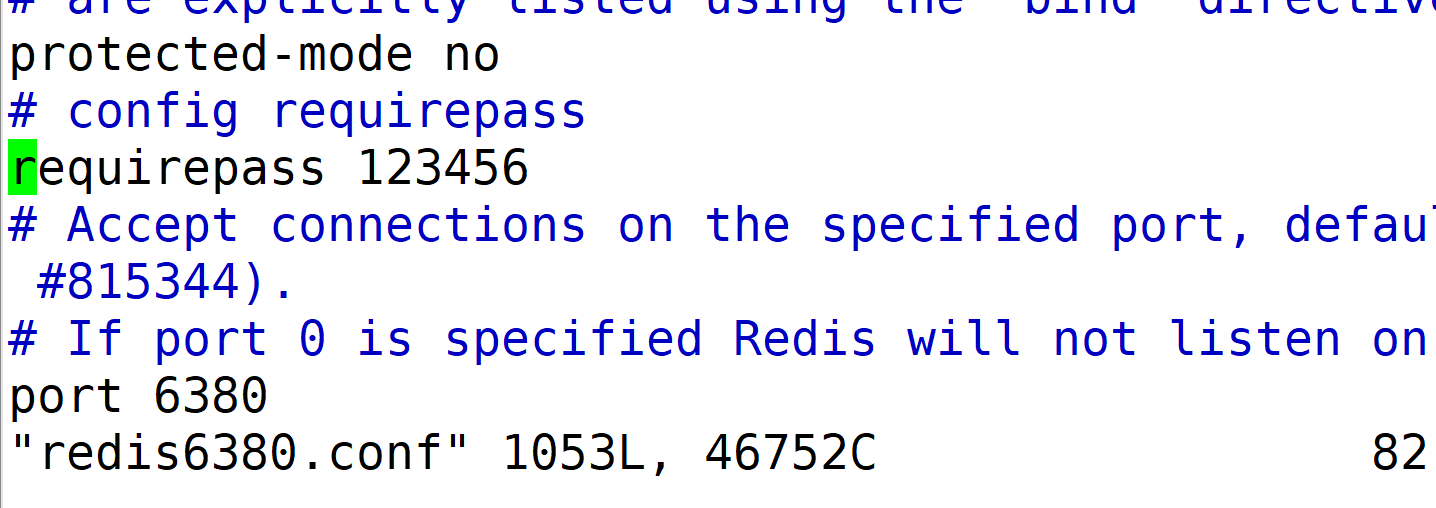 # are explicitly listed using the "bind" directive
protected-mode no
# config requirepass
requirepass 123456
# Accept connections on the specified port, defau
 #815344).
# If port 0 is specified Redis will not listen on
port 6380
"redis6380.conf" 1053L, 46752C 82